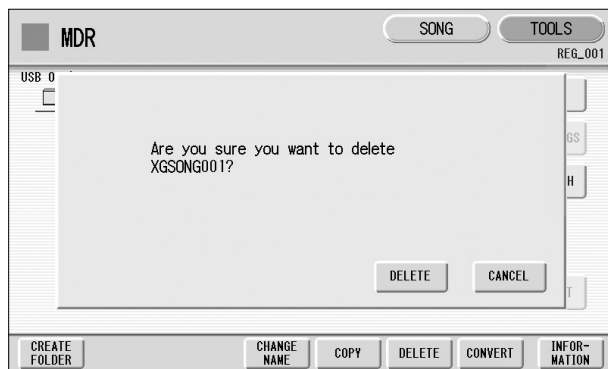 MDR
SONG
TOOLS
REG_001
USB 0
GS
H
Are you sure you want to delete
XGSONG001?
DELETE
CANCEL
T
CREATE
FOLDER
CHANGE
NAME
COPY
DELETE
CONVERT
INFOR-
MATION